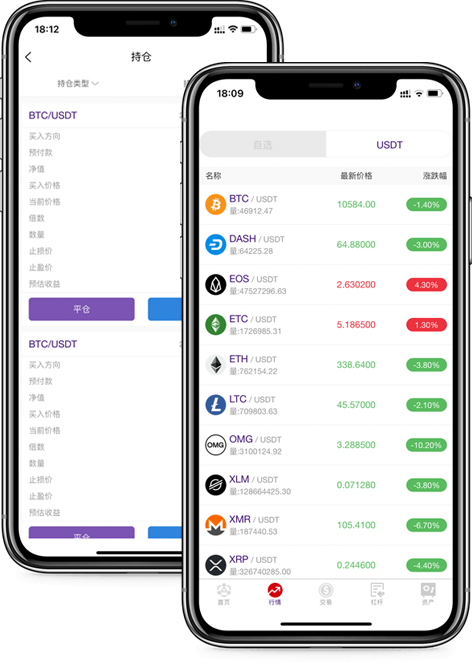 18:12
持仓
持仓类型
BTC/USDT
买入方向
预付款
净值
买入价格
当前价格
倍数
数量
止损价
止盈价
预估收益
平仓
BTC/USDT
买入方向
预付款
净值
买入价格
当前价格
倍数
数量
止损价
止盈价
预估收益
平仓
18:09
自选
USDT
名称 最新价格 涨跌幅
BTC / USDT 10584.00 -1.40%
量:46912.47
DASH / USDT 64.88000 -3.00%
量:64225.28
EOS / USDT 2.630200 4.30%
量:47527296.63
ETC / USDT 5.186500 1.30%
量:1726985.31
ETH / USDT 338.6400 -3.80%
量:762154.22
LTC / USDT 45.57000 -2.10%
量:709803.63
OMG
OMG / USDT 3.288500 -10.20%
量:3100124.92
XLM / USDT 0.071280 -3.80%
量:128664425.30
XMR / USDT 105.4100 -6.70%
量:187440.53
XRP / USDT 0.244600 -4.40%
量:326740285.00
首页 行情 交易 杠杆 资产